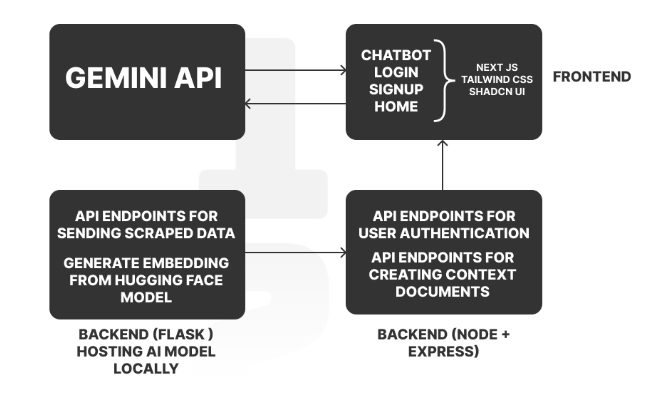 GEMINI API
CHATBOT
LOGIN
SIGNUP
HOME
NEXT JS
TAILWIND CSS
SHADCN UI
FRONTEND
API ENDPOINTS FOR
SENDING SCRAPED DATA
GENERATE EMBEDDING
FROM HUGGING FACE
MODEL
BACKEND (FLASK )
HOSTING AI MODEL
LOCALLY
API ENDPOINTS FOR
USER AUTHENTICATION
API ENDPOINTS FOR
CREATING CONTEXT
DOCUMENTS
BACKEND (NODE +
EXPRESS)